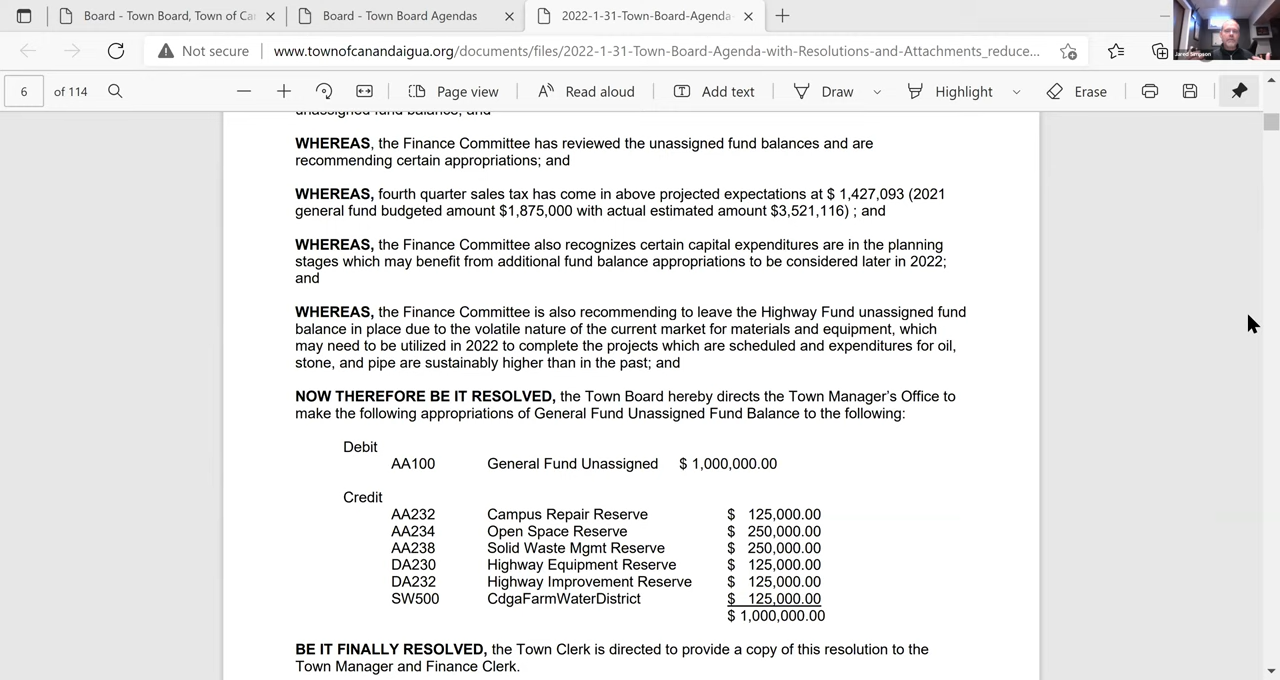 Board - Town Board, Town of Ca
Board - Town Board Agendas
2022-1-31-Town-Board-Agenda-
Not secure
www.townofcanandaigua.org/documents/files/2022-1-31-Town-Board-Agenda-with-Resolutions-and-Attachments_reduce...
Jared Simpson
6 of 114
Page view
Read aloud
Add text
Draw
Highlight
Erase
unassigned fund balance; and
WHEREAS, the Finance Committee has reviewed the unassigned fund balances and are
recommending certain appropriations; and
WHEREAS, fourth quarter sales tax has come in above projected expectations at $ 1,427,093 (2021
general fund budgeted amount $1,875,000 with actual estimated amount $3,521,116) ; and
WHEREAS, the Finance Committee also recognizes certain capital expenditures are in the planning
stages which may benefit from additional fund balance appropriations to be considered later in 2022;
and
WHEREAS, the Finance Committee is also recommending to leave the Highway Fund unassigned fund
balance in place due to the volatile nature of the current market for materials and equipment, which
may need to be utilized in 2022 to complete the projects which are scheduled and expenditures for oil,
stone, and pipe are sustainably higher than in the past; and
NOW THEREFORE BE IT RESOLVED, the Town Board hereby directs the Town Manager's Office to
make the following appropriations of General Fund Unassigned Fund Balance to the following:
Debit
AA100 General Fund Unassigned $ 1,000,000.00
Credit
AA232 Campus Repair Reserve $ 125,000.00
AA234 Open Space Reserve $ 250,000.00
AA238 Solid Waste Mgmt Reserve $ 250,000.00
DA230 Highway Equipment Reserve $ 125,000.00
DA232 Highway Improvement Reserve $ 125,000.00
SW500 CdgaFarmWaterDistrict $ 125,000.00
$ 1,000,000.00
BE IT FINALLY RESOLVED, the Town Clerk is directed to provide a copy of this resolution to the
Town Manager and Finance Clerk.